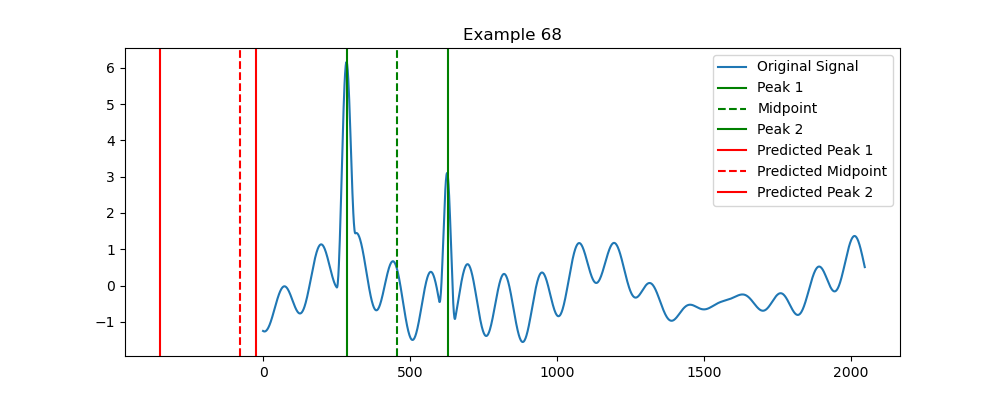 Example 68
Original Signal
Peak 1
Midpoint
Peak 2
Predicted Peak 1
Predicted Midpoint
Predicted Peak 2
6
5
4
3
2
1
0
−1
0 500 1000 1500 2000